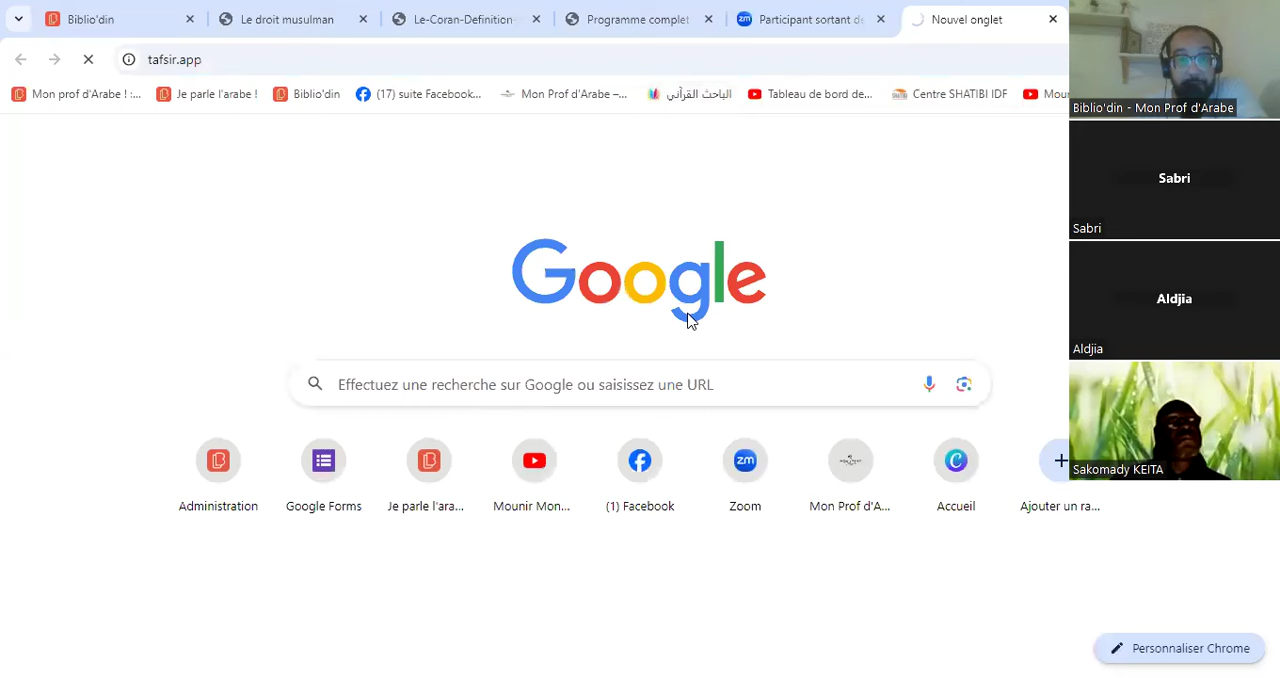 Biblio'din
Le droit musulman
Le-Coran-Definition-
Programme complet
Participant sortant de
Nouvel onglet
tafsir.app
Mon prof d'Arabe ! :...
Je parle l'arabe !
Biblio'din
(17) suite Facebook...
Mon Prof d'Arabe –...
الباحث القرآني
Tableau de bord de...
Centre SHATIBI IDF
Mour
Biblio'din - Mon Prof d'Arabe
Sabri
Sabri
Google
Aldjia
Aldjia
Effectuez une recherche sur Google ou saisissez une URL
Sakomady KEITA
Administration
Google Forms
Je parle l'ara...
Mounir Mon...
(1) Facebook
zm
Zoom
Mon Prof d'A...
Accueil
Ajouter un ra...
Personnaliser Chrome